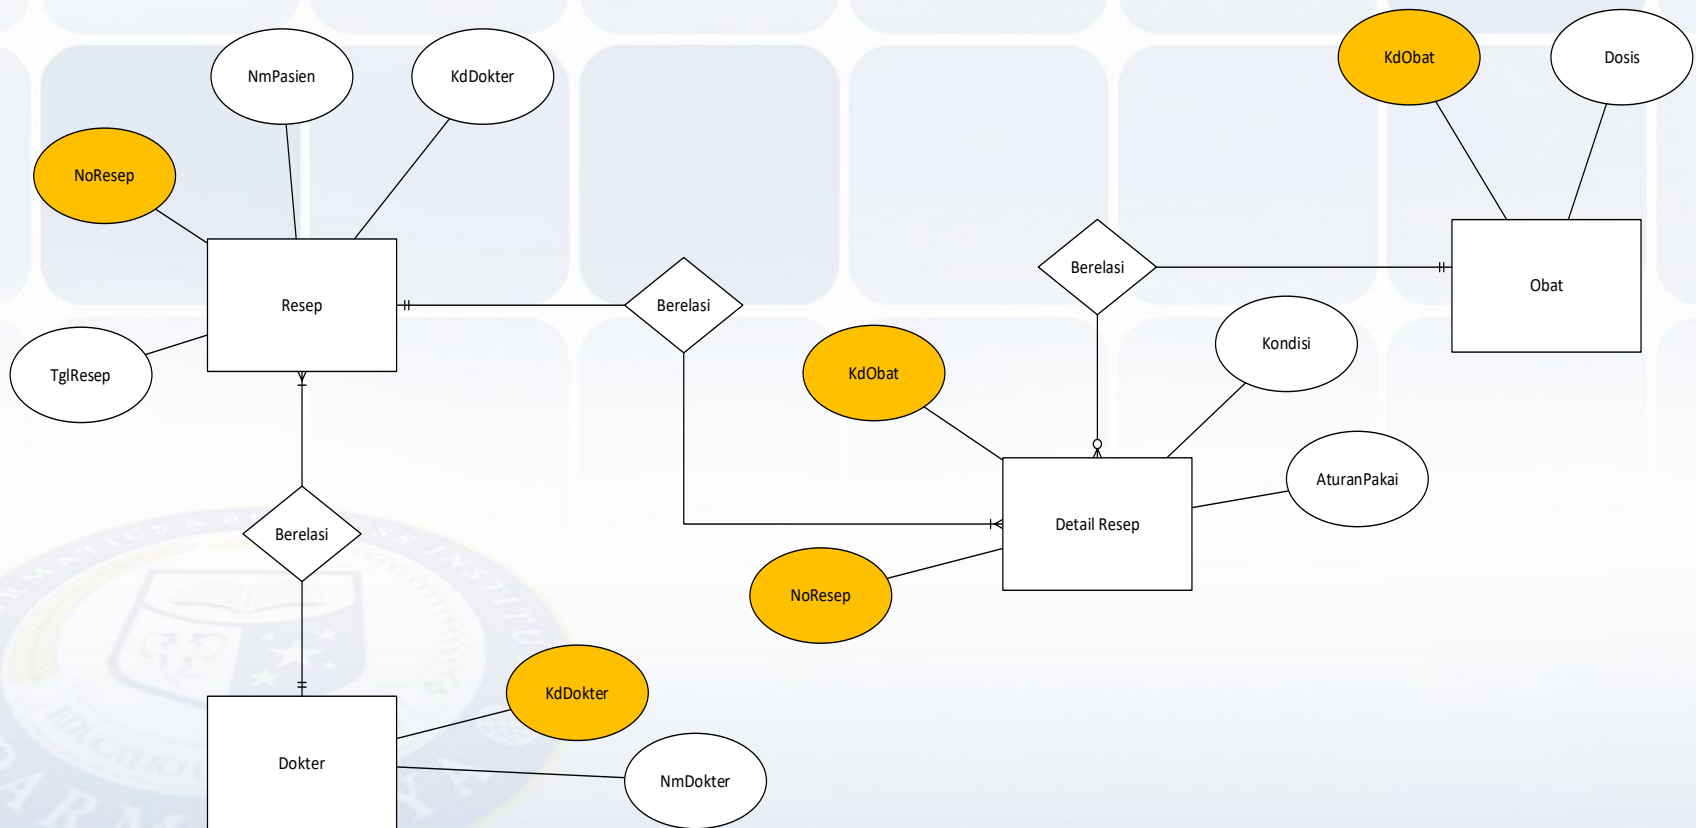 NmPasien
KdDokter
KdObat
Dosis
NoResep
Resep
Berelasi
Berelasi
Obat
Kondisi
TglResep
KdObat
AturanPakai
Berelasi
Detail Resep
NoResep
KdDokter
Dokter
NmDokter